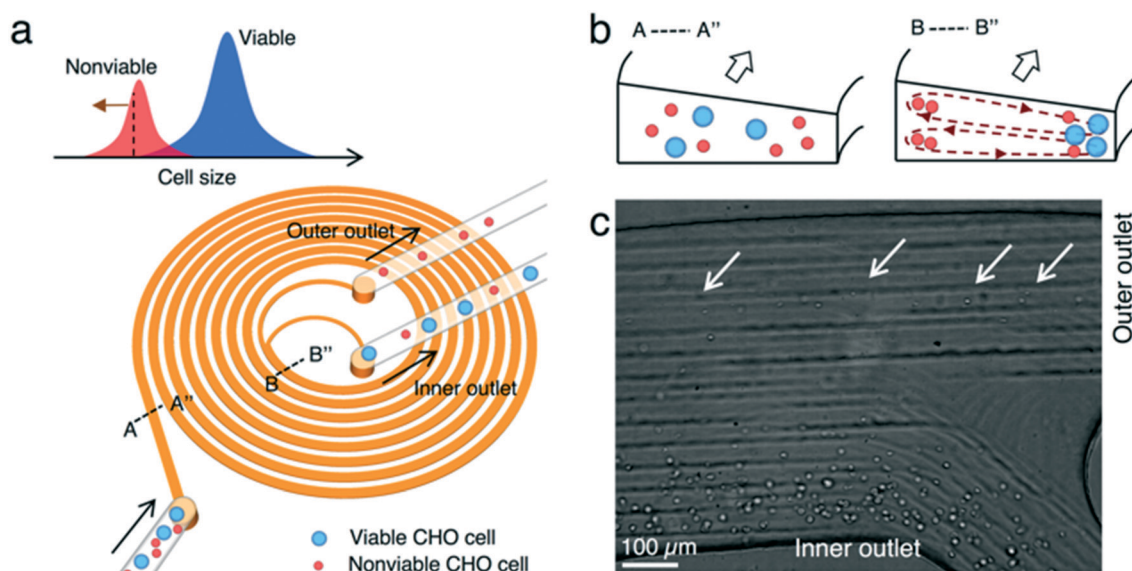 a
Viable
Nonviable
Cell size
Outer outlet
B’’
B
Inner outlet
A’’
A
Viable CHO cell
Nonviable CHO cell
b
A ----- A’’
B ----- B’’
c
Outer outlet
100 µm
Inner outlet